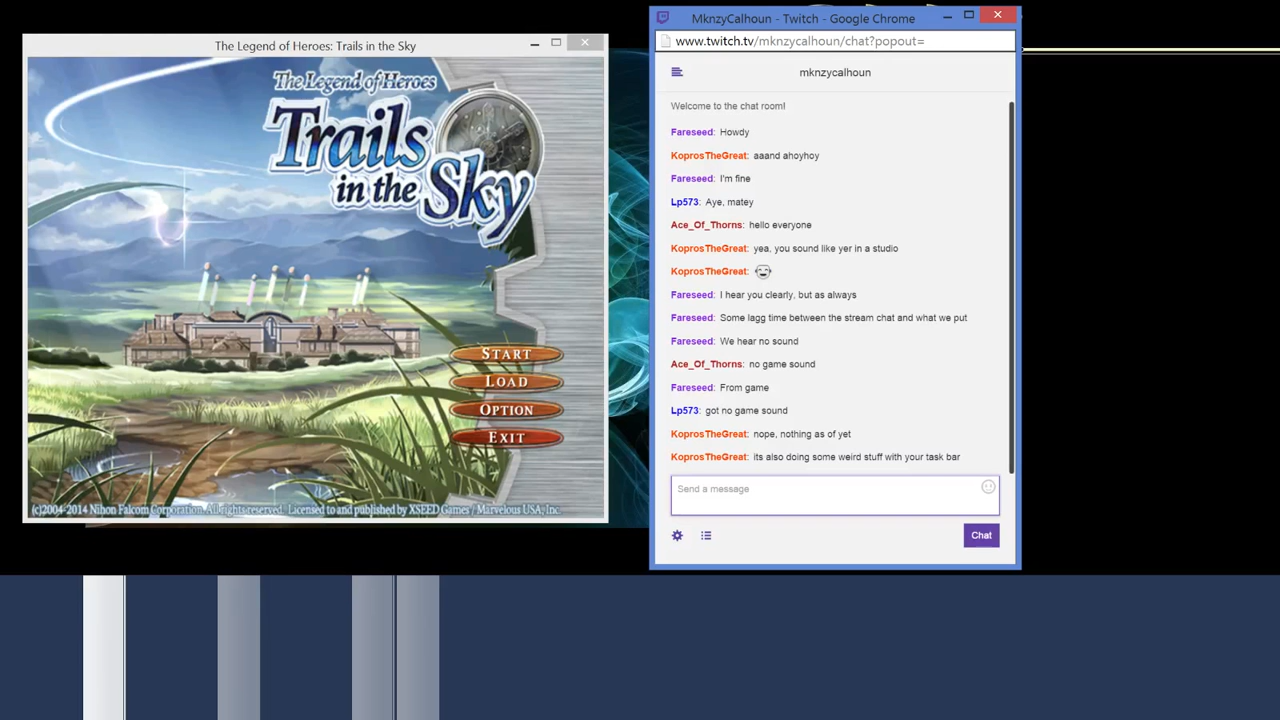 The Legend of Heroes: Trails in the Sky
The Legend of Heroes
Trails
in the Sky
START
LOAD
OPTION
EXIT
(c)2004-2014 Nihon Falcom Corporation. All rights reserved. Licensed to and published by XSEED Games / Marvelous USA, Inc.
MknzyCalhoun - Twitch - Google Chrome
www.twitch.tv/mknzycalhoun/chat?popout=
mknzycalhoun
Welcome to the chat room!
Fareseed: Howdy
KoprosTheGreat: aaand ahoyhoy
Fareseed: I'm fine
Lp573: Aye, matey
Ace_Of_Thorns: hello everyone
KoprosTheGreat: yea, you sound like yer in a studio
KoprosTheGreat:
Fareseed: I hear you clearly, but as always
Fareseed: Some lagg time between the stream chat and what we put
Fareseed: We hear no sound
Ace_Of_Thorns: no game sound
Fareseed: From game
Lp573: got no game sound
KoprosTheGreat: nope, nothing as of yet
KoprosTheGreat: its also doing some weird stuff with your task bar
Send a message
Chat